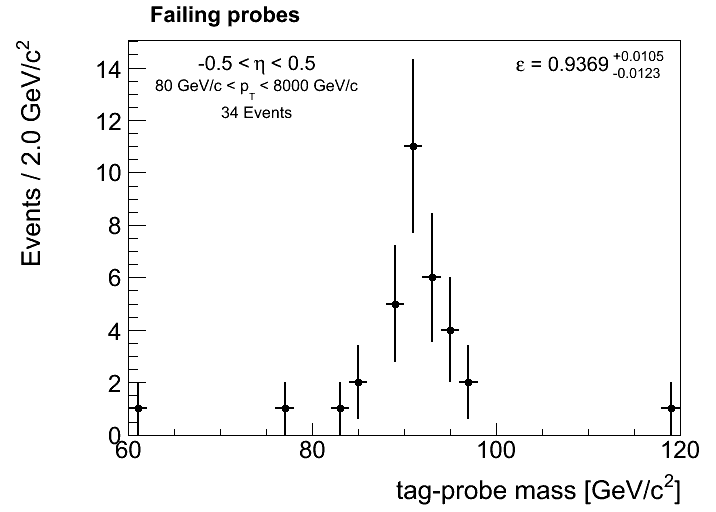 Failing probes
Events / 2.0 GeV/c²
-0.5 < η < 0.5
80 GeV/c < p_T < 8000 GeV/c
34 Events
ε = 0.9369 +0.0105 -0.0123
14
12
10
8
6
4
2
0
60 80 100 120
tag-probe mass [GeV/c²]